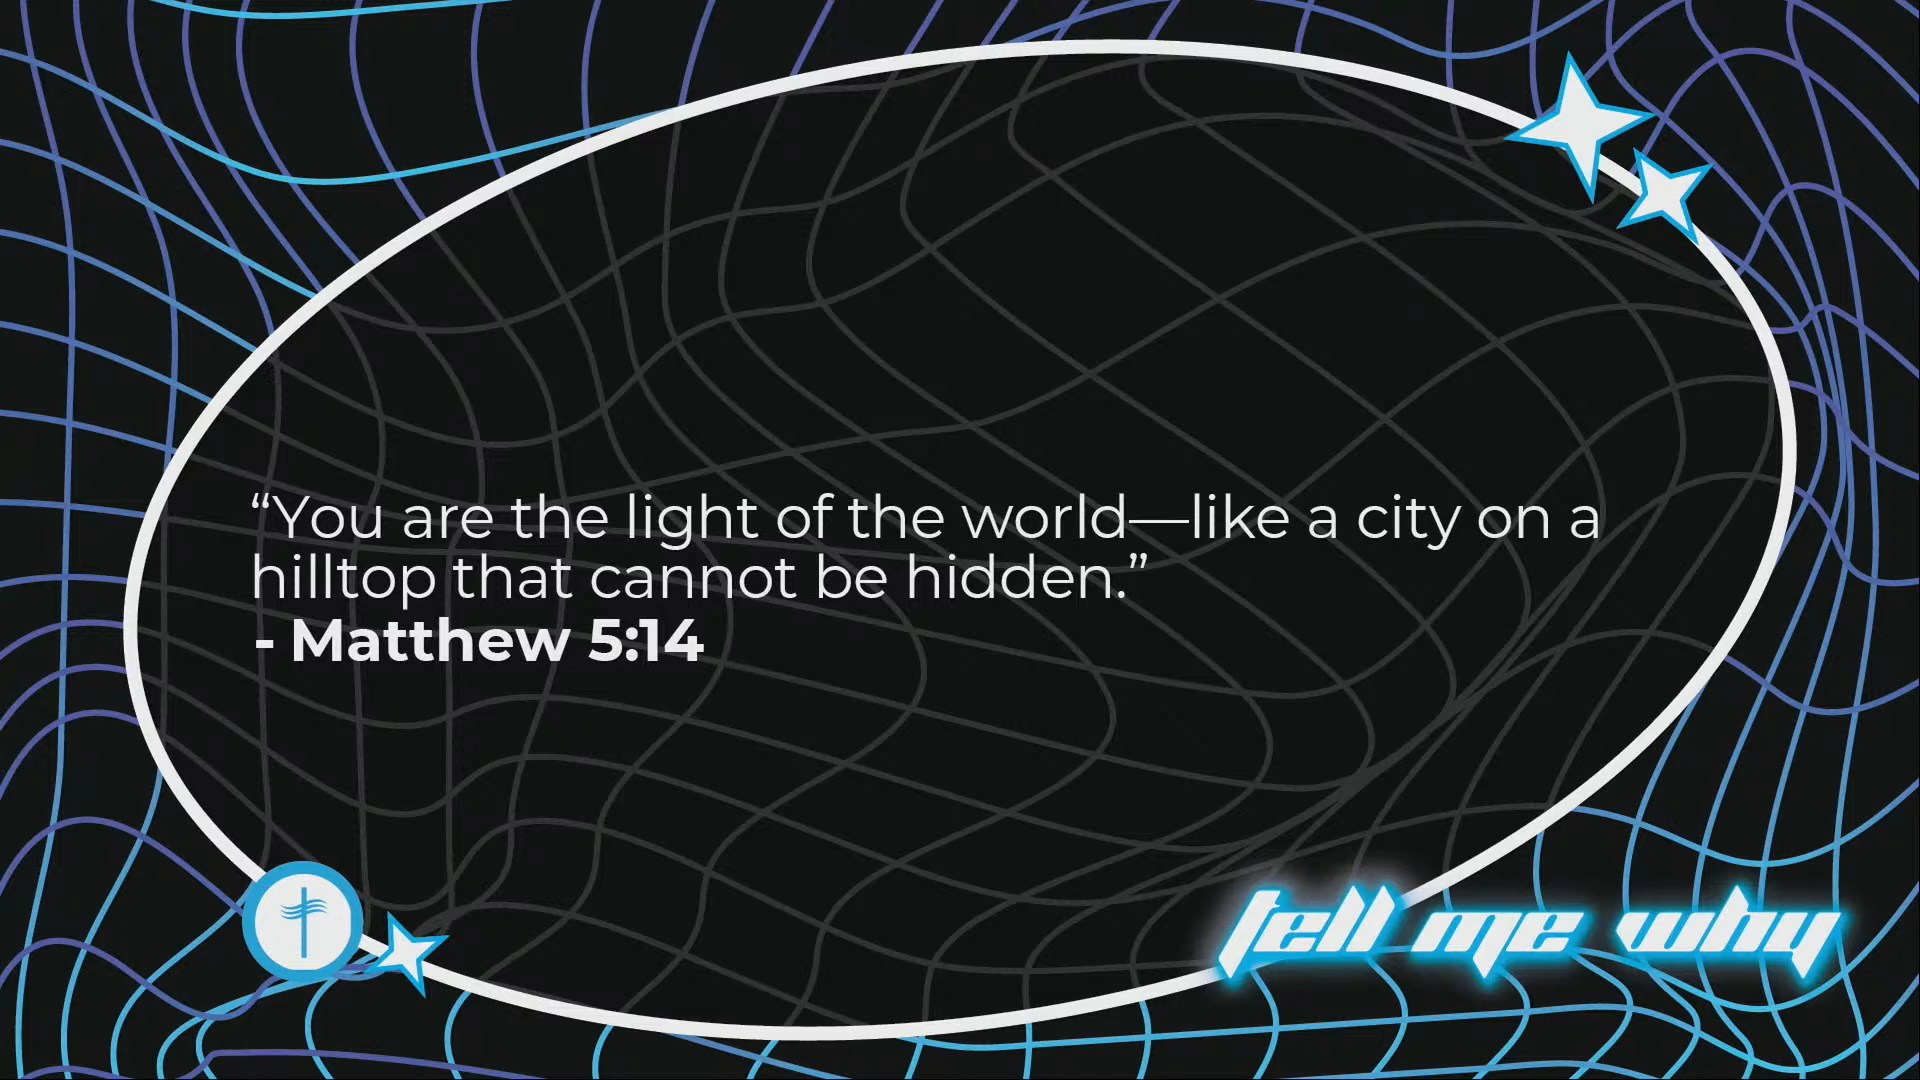 “You are the light of the world—like a city on a
hilltop that cannot be hidden.”
- Matthew 5:14
tell me why